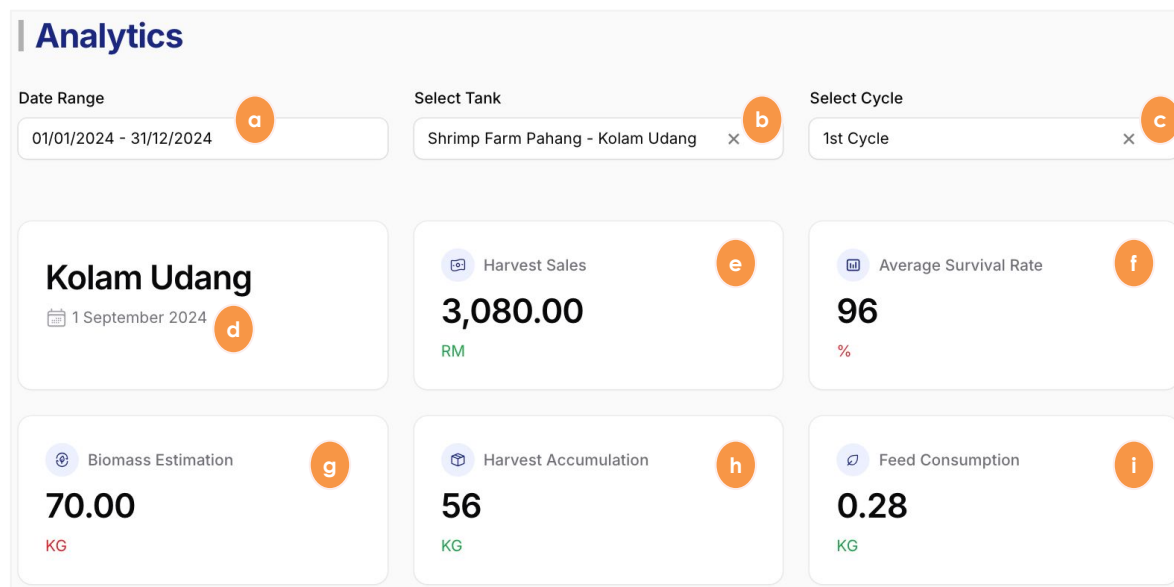 Analytics
Date Range
a
01/01/2024 - 31/12/2024
Select Tank
b
Shrimp Farm Pahang - Kolam Udang
Select Cycle
c
1st Cycle
Kolam Udang
1 September 2024
d
Harvest Sales
e
3,080.00
RM
Average Survival Rate
f
96
%
Biomass Estimation
g
70.00
KG
Harvest Accumulation
h
56
KG
Feed Consumption
i
0.28
KG